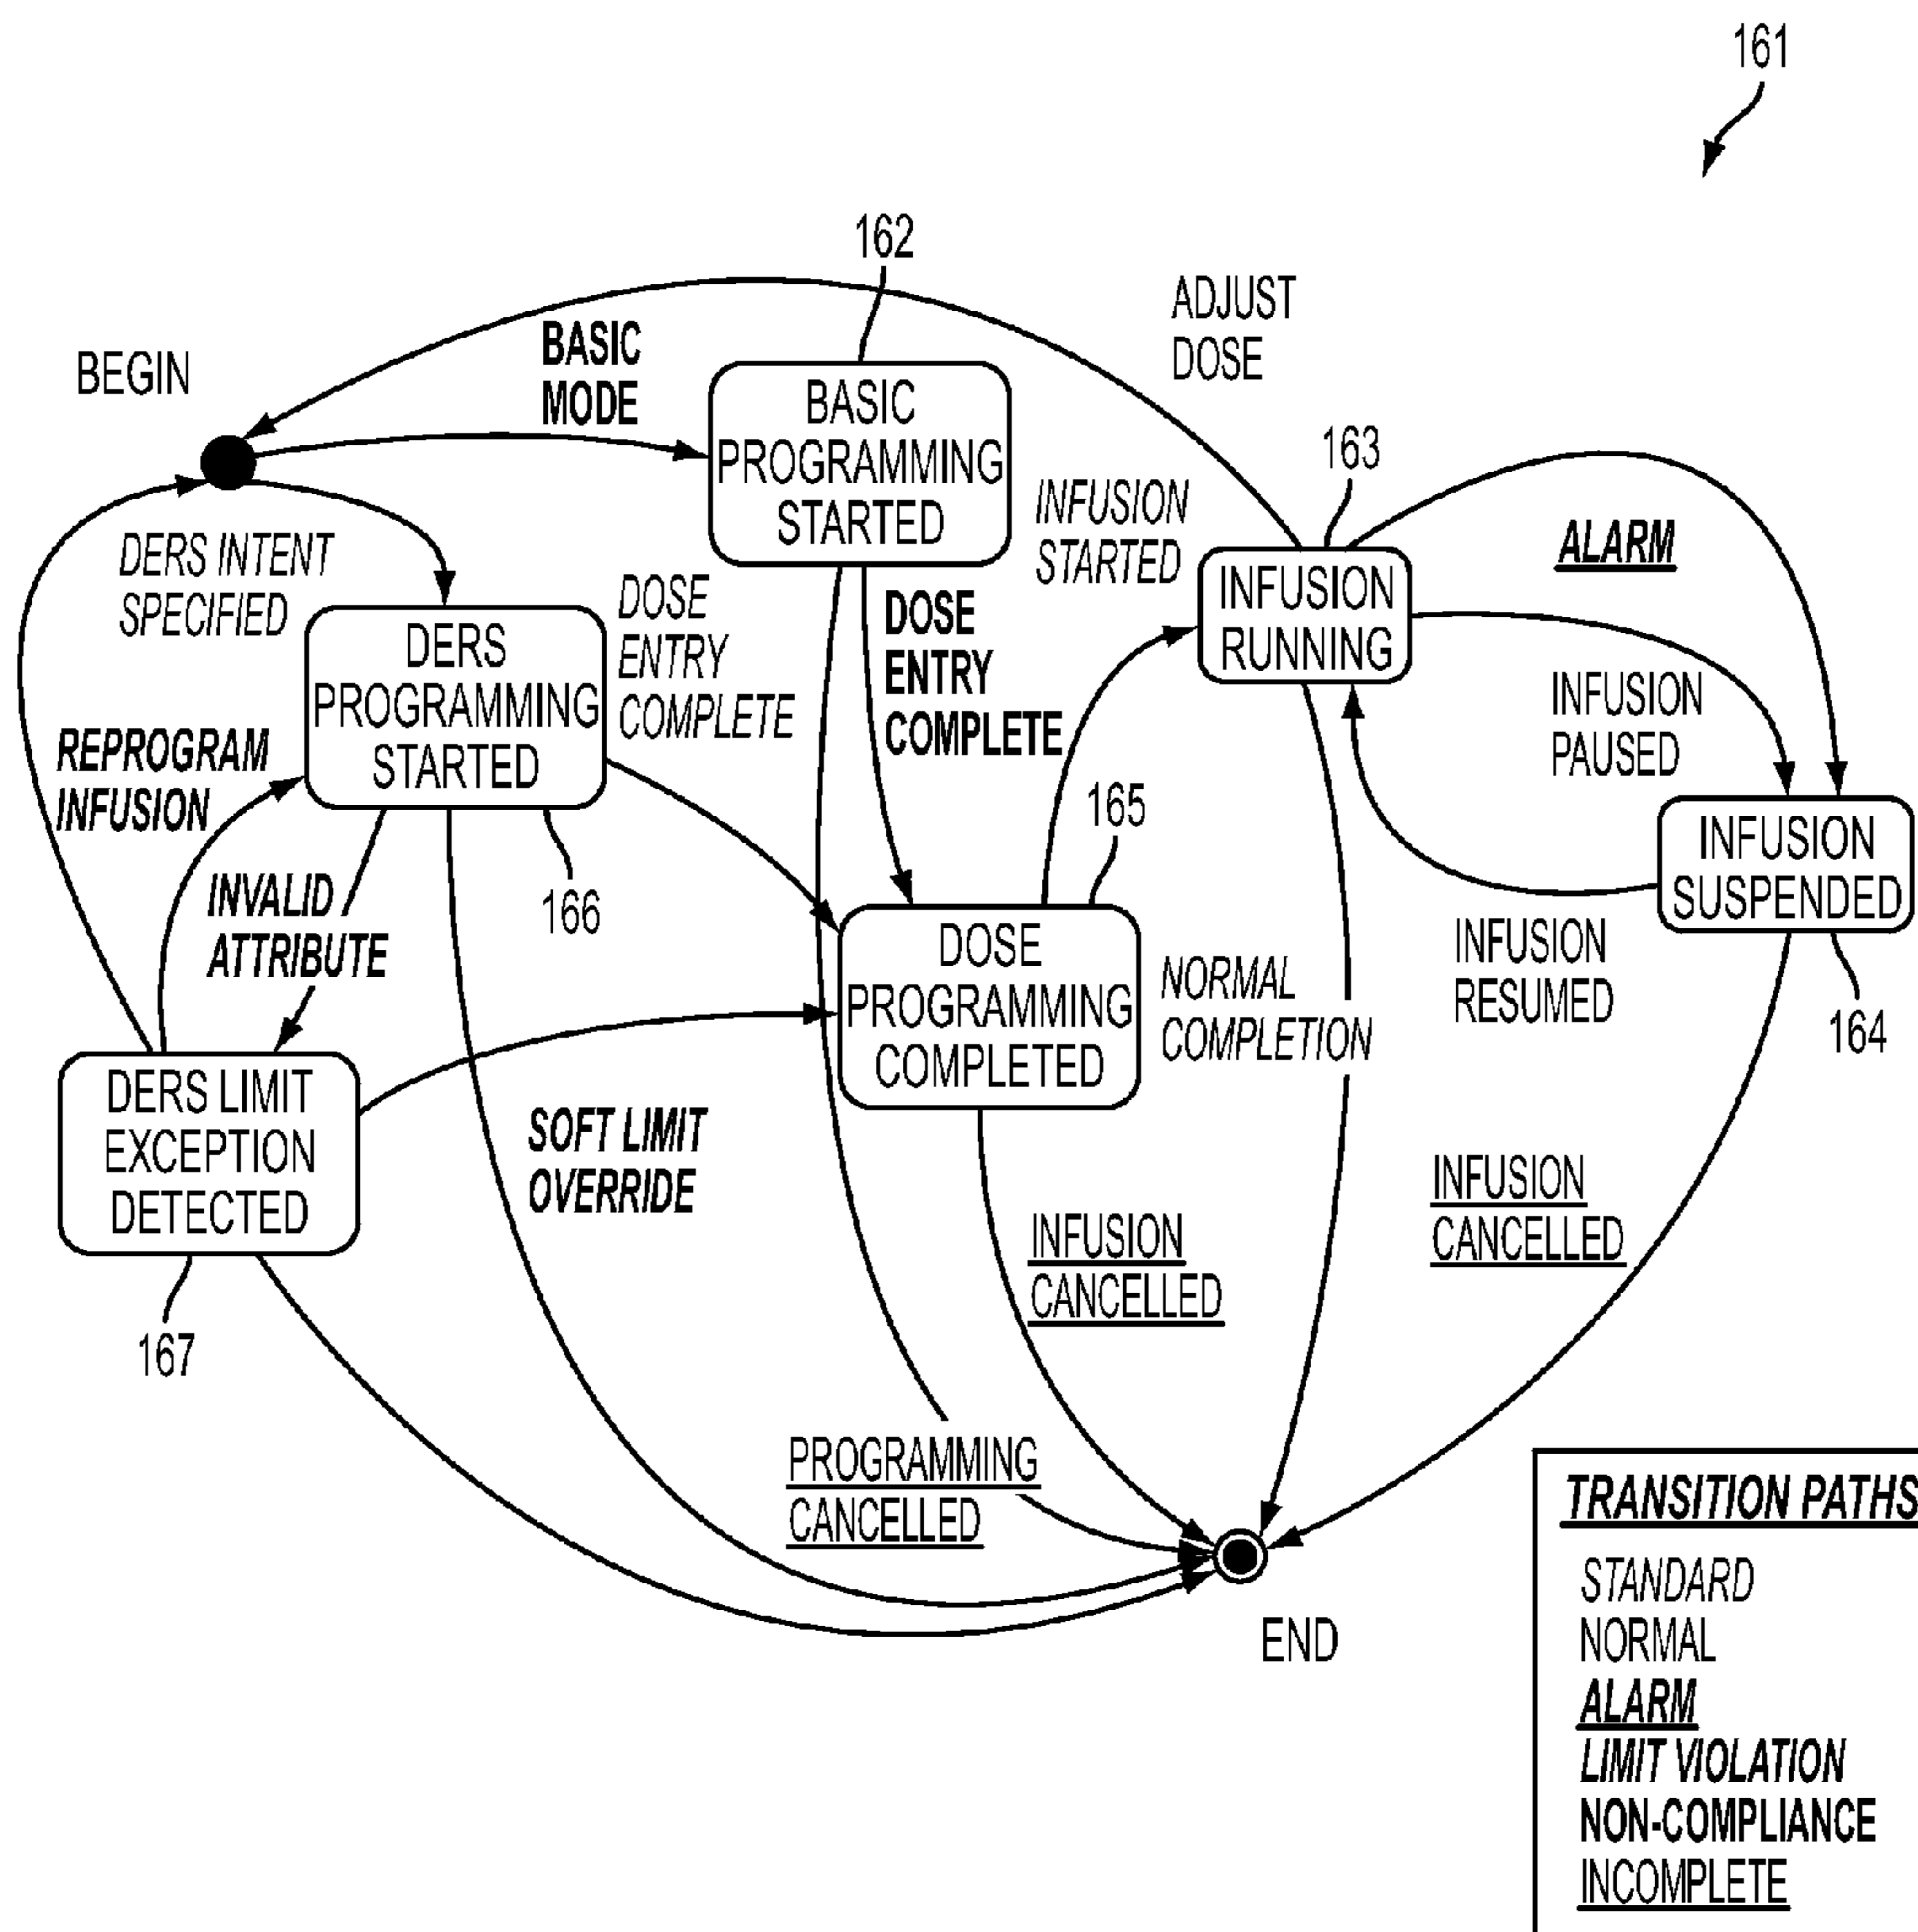 161
162
ADJUST
DOSE
BEGIN
BASIC
MODE
BASIC
PROGRAMMING
STARTED
163
INFUSION
STARTED
ALARM
DERS INTENT
SPECIFIED
DOSE
ENTRY
COMPLETE
DOSE
ENTRY
COMPLETE
INFUSION
RUNNING
DERS
PROGRAMMING
STARTED
INFUSION
PAUSED
REPROGRAM
INFUSION
165
INFUSION
SUSPENDED
INVALID
ATTRIBUTE
166
DOSE
PROGRAMMING
COMPLETED
NORMAL
COMPLETION
INFUSION
RESUMED
164
DERS LIMIT
EXCEPTION
DETECTED
SOFT LIMIT
OVERRIDE
INFUSION
CANCELLED
INFUSION
CANCELLED
167
PROGRAMMING
CANCELLED
END
TRANSITION PATHS
STANDARD
NORMAL
ALARM
LIMIT VIOLATION
NON-COMPLIANCE
INCOMPLETE